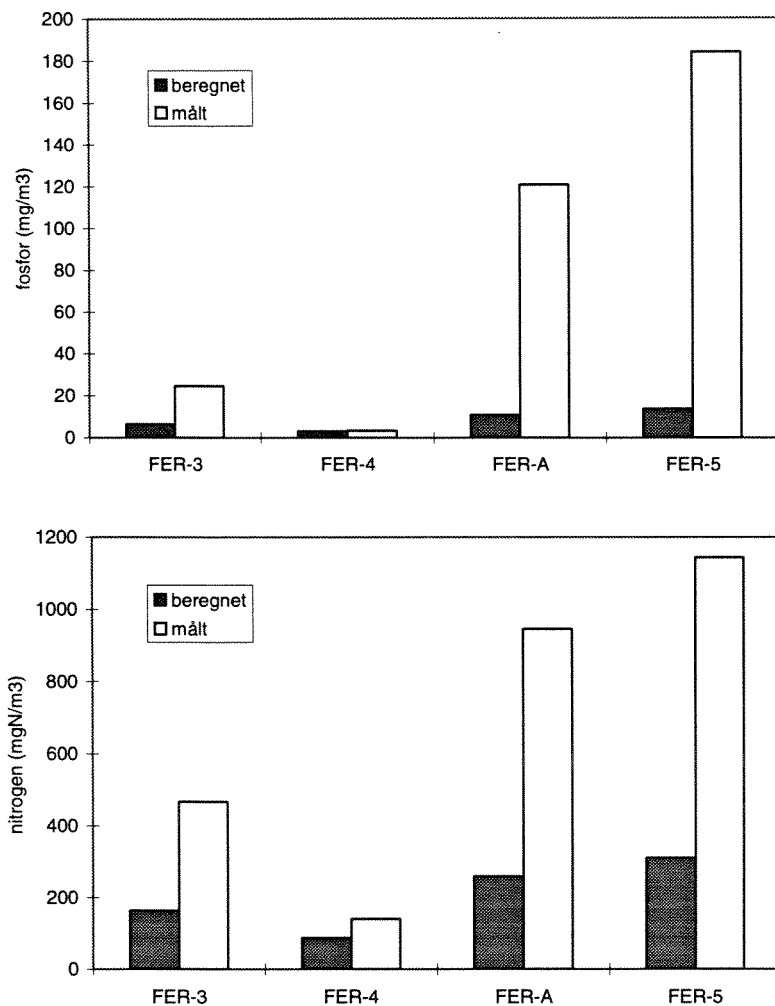 200
180
160
140
120
100
80
60
40
20
0
fosfor (mg/m3)
beregnet
målt
FER-3 FER-4 FER-A FER-5
1200
1000
800
600
400
200
0
nitrogen (mgN/m3)
beregnet
målt
FER-3 FER-4 FER-A FER-5